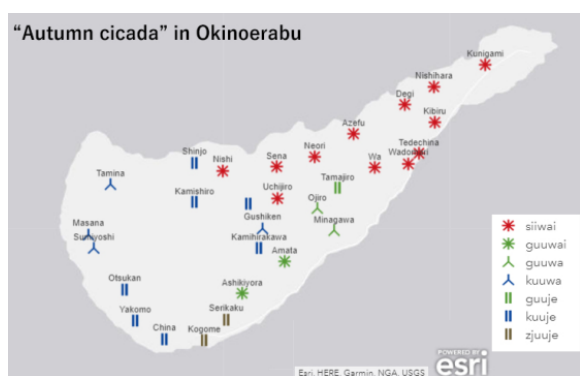 “Autumn cicada” in Okinoerabu
Kunigami
Nishihara
Degi
Kibiru
Azefu
Tedechina
Wadomari
Wa
Neori
Sena
Nishi
Shinjo
Tamina
Kamishiro
Uchijiro
Tamajiro
Ojiro
Gushiken
Minagawa
Masana
Sumiyoshi
Kamihirakawa
Amata
Otsukan
Ashikiyora
Yakomo
Serikaku
China
Kogome
siiwai
guuwai
guuwa
kuuwa
guuje
kuuje
zjuuje
Esri, HERE, Garmin, NGA, USGS
POWERED BY
esri